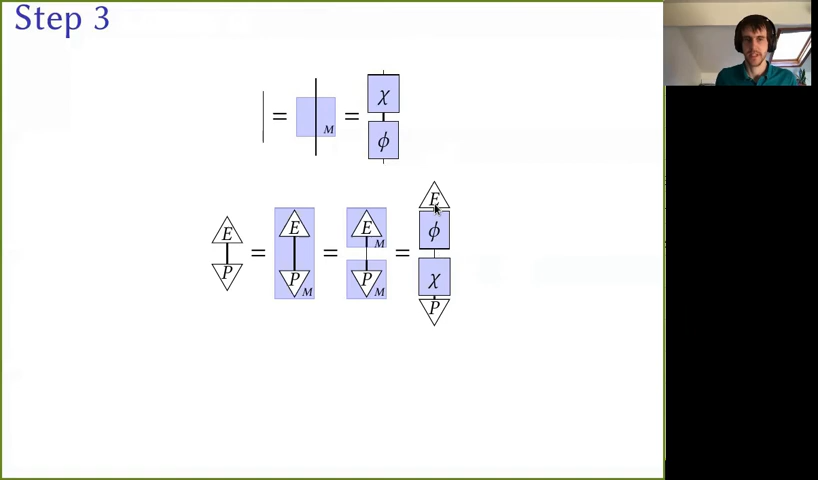 Step 3
| = M = χ
ϕ
E = E = E = E
M ϕ
P P P χ
M M P